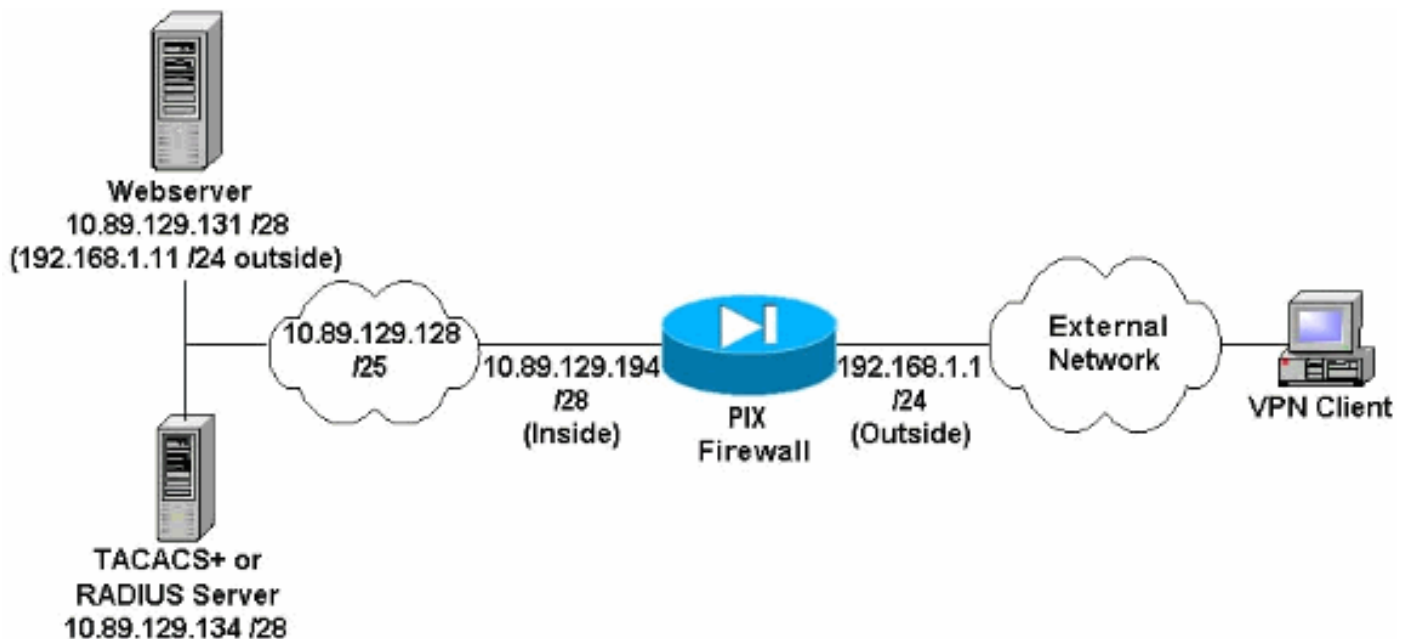 Webserver
10.89.129.131 /28
(192.168.1.11 /24 outside)
10.89.129.128
/25
10.89.129.194
/28
(Inside)
PIX
Firewall
192.168.1.1
/24
(Outside)
External
Network
VPN Client
TACACS+ or
RADIUS Server
10.89.129.134 /28